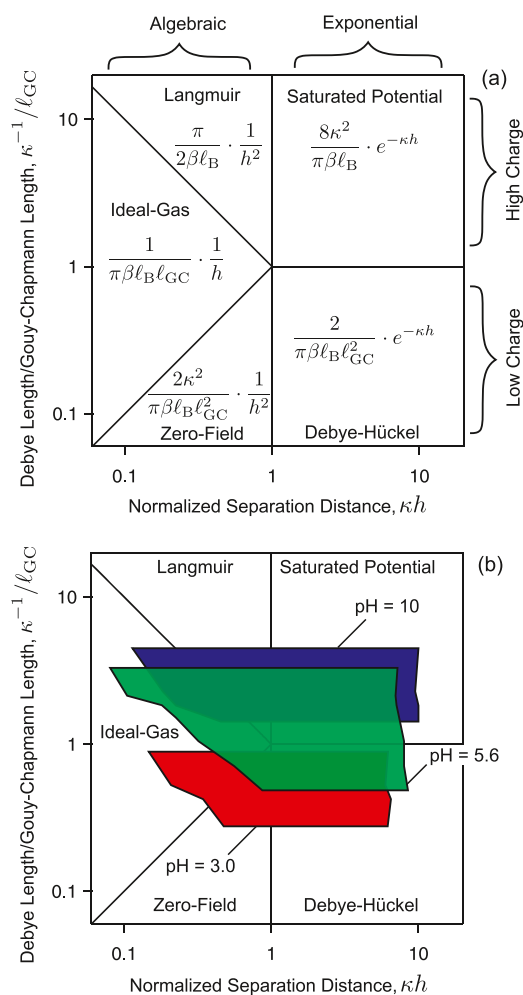 Algebraic Exponential
(a)
Langmuir Saturated Potential
10
π/2βℓ_B · 1/h² 8κ²/πβℓ_B · e^{−κh}
High Charge
Ideal-Gas
1/πβℓ_Bℓ_GC · 1/h
1
2/πβℓ_Bℓ²_GC · e^{−κh}
Low Charge
2κ²/πβℓ_Bℓ²_GC · 1/h²
0.1
Zero-Field Debye-Hückel
0.1 1 10
Normalized Separation Distance, κh
Debye Length/Gouy-Chapmann Length, κ⁻¹/ℓ_GC
(b)
Langmuir Saturated Potential
10
pH = 10
Ideal-Gas
1
pH = 5.6
pH = 3.0
0.1
Zero-Field Debye-Hückel
0.1 1 10
Normalized Separation Distance, κh
Debye Length/Gouy-Chapmann Length, κ⁻¹/ℓ_GC